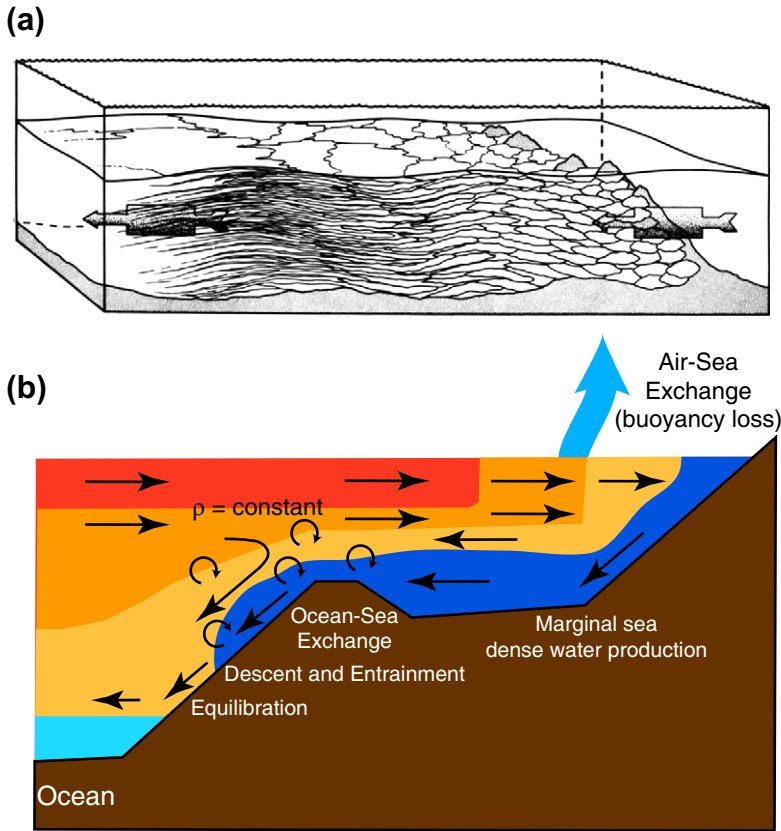 (a)
(b)
Air-Sea
Exchange
(buoyancy loss)
ρ = constant
Ocean-Sea
Exchange
Marginal sea
dense water production
Descent and Entrainment
Equilibration
Ocean